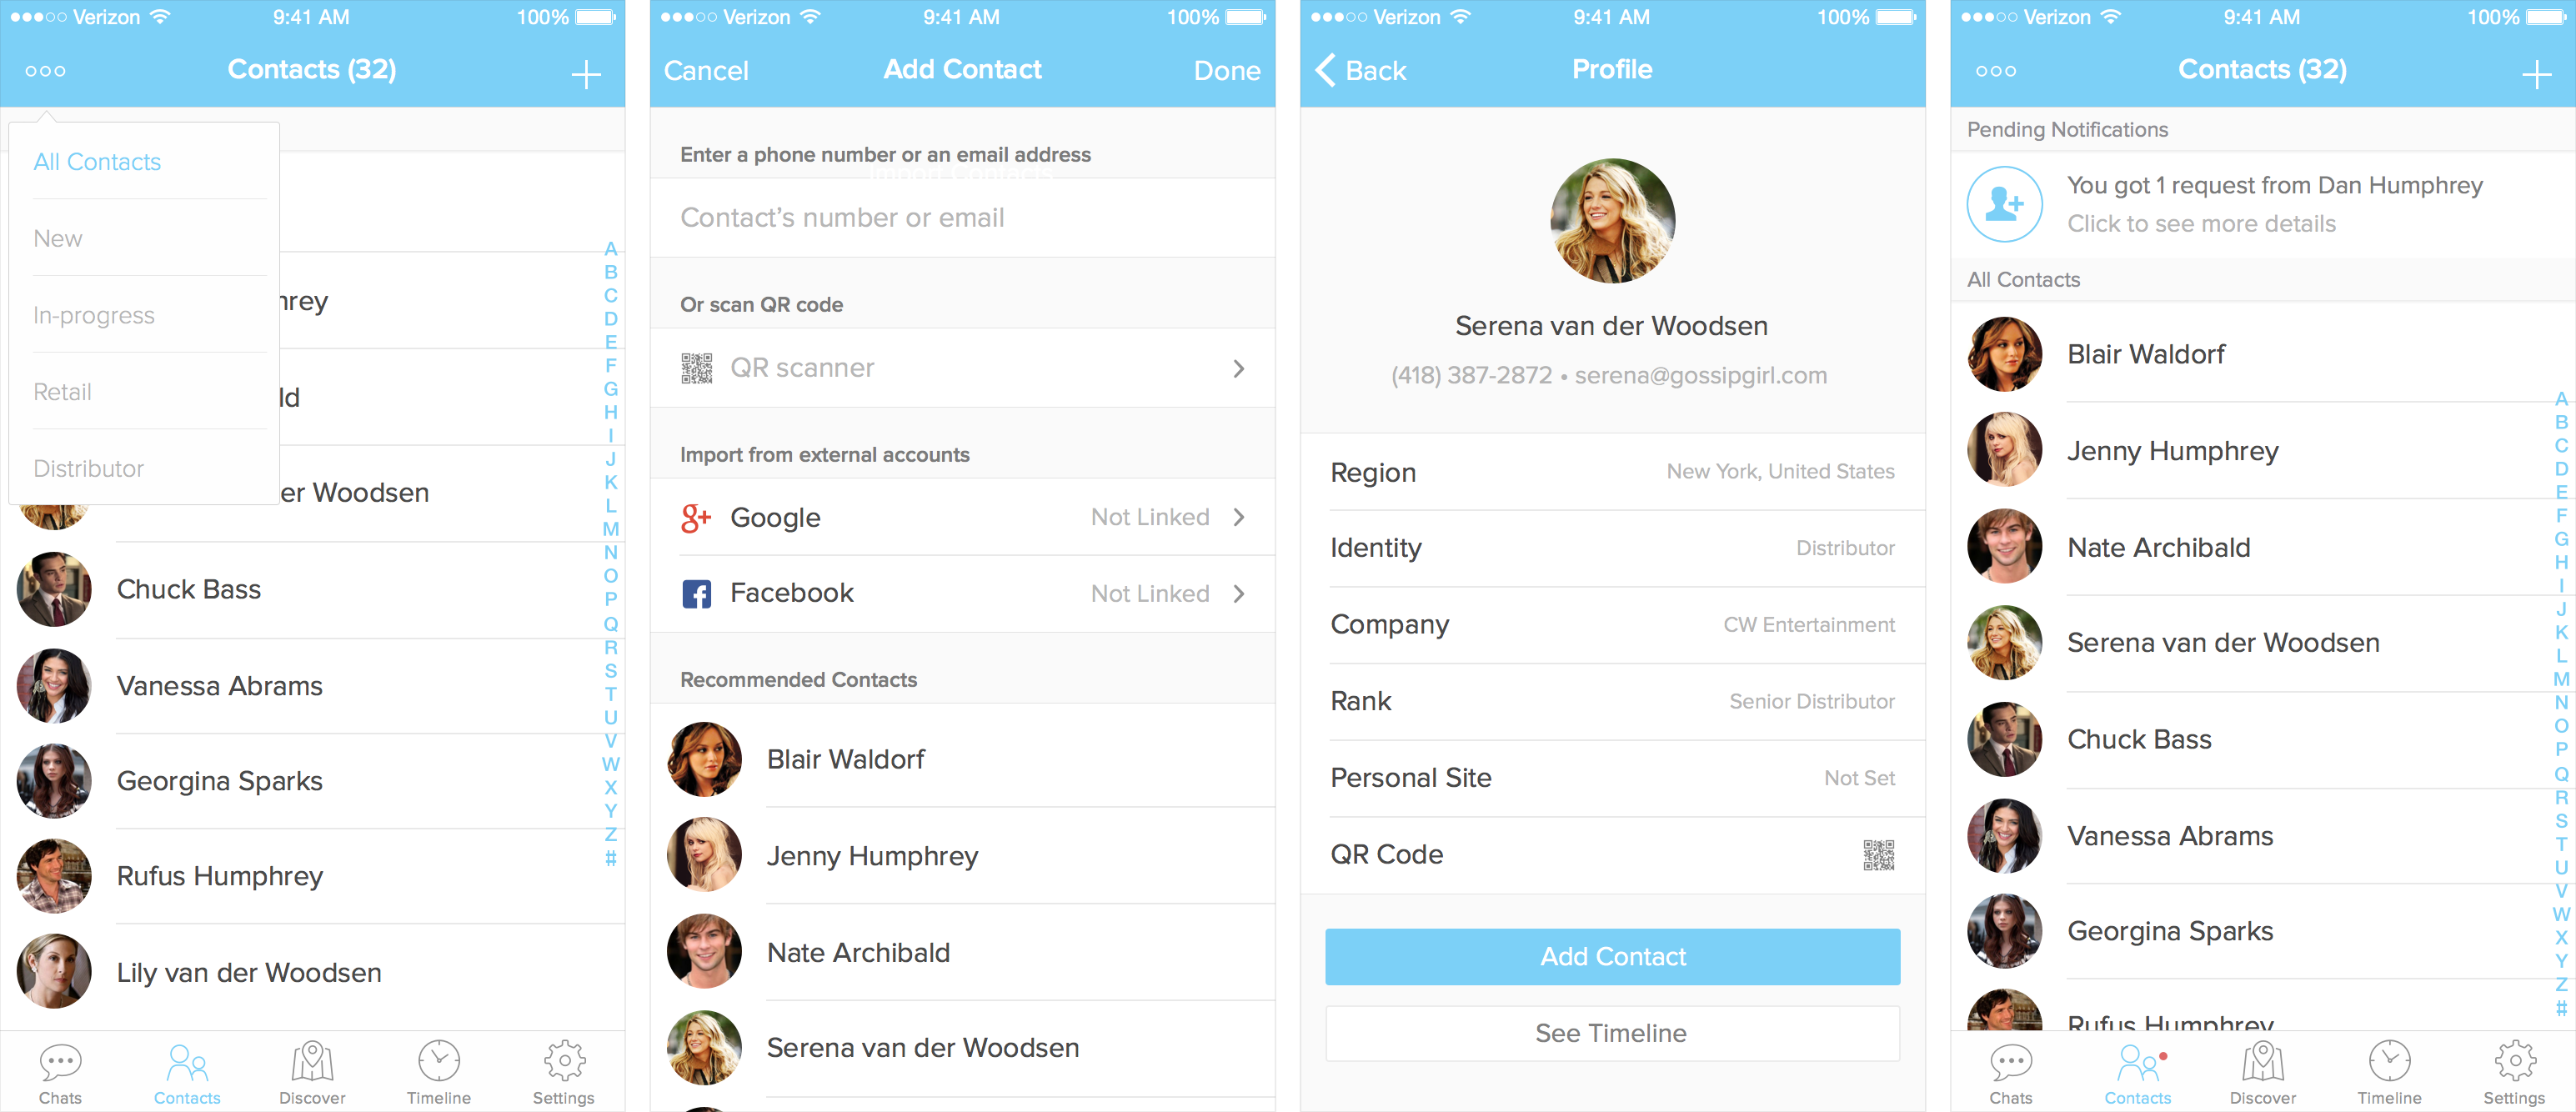 Verizon 9:41 AM 100%
Contacts (32)
All Contacts
New
In-progress
hrey
Retail
ld
Distributor
er Woodsen
Chuck Bass
Vanessa Abrams
Georgina Sparks
Rufus Humphrey
Lily van der Woodsen
A
B
C
D
E
F
G
H
I
J
K
L
M
N
O
P
Q
R
S
T
U
V
W
X
Y
Z
#
Chats Contacts Discover Timeline Settings
Verizon 9:41 AM 100%
Cancel Add Contact Done
Enter a phone number or an email address
Import Contacts
Contact’s number or email
Or scan QR code
QR scanner
Import from external accounts
g+ Google Not Linked
f Facebook Not Linked
Recommended Contacts
Blair Waldorf
Jenny Humphrey
Nate Archibald
Serena van der Woodsen
Verizon 9:41 AM 100%
Back Profile
Serena van der Woodsen
(418) 387-2872 • serena@gossipgirl.com
Region New York, United States
Identity Distributor
Company CW Entertainment
Rank Senior Distributor
Personal Site Not Set
QR Code
Add Contact
See Timeline
Verizon 9:41 AM 100%
Contacts (32)
Pending Notifications
You got 1 request from Dan Humphrey
Click to see more details
All Contacts
Blair Waldorf
Jenny Humphrey
Nate Archibald
Serena van der Woodsen
Chuck Bass
Vanessa Abrams
Georgina Sparks
Rufus Humphrey
A
B
C
D
E
F
G
H
I
J
K
L
M
N
O
P
Q
R
S
T
U
V
W
X
Y
Z
#
Chats Contacts Discover Timeline Settings